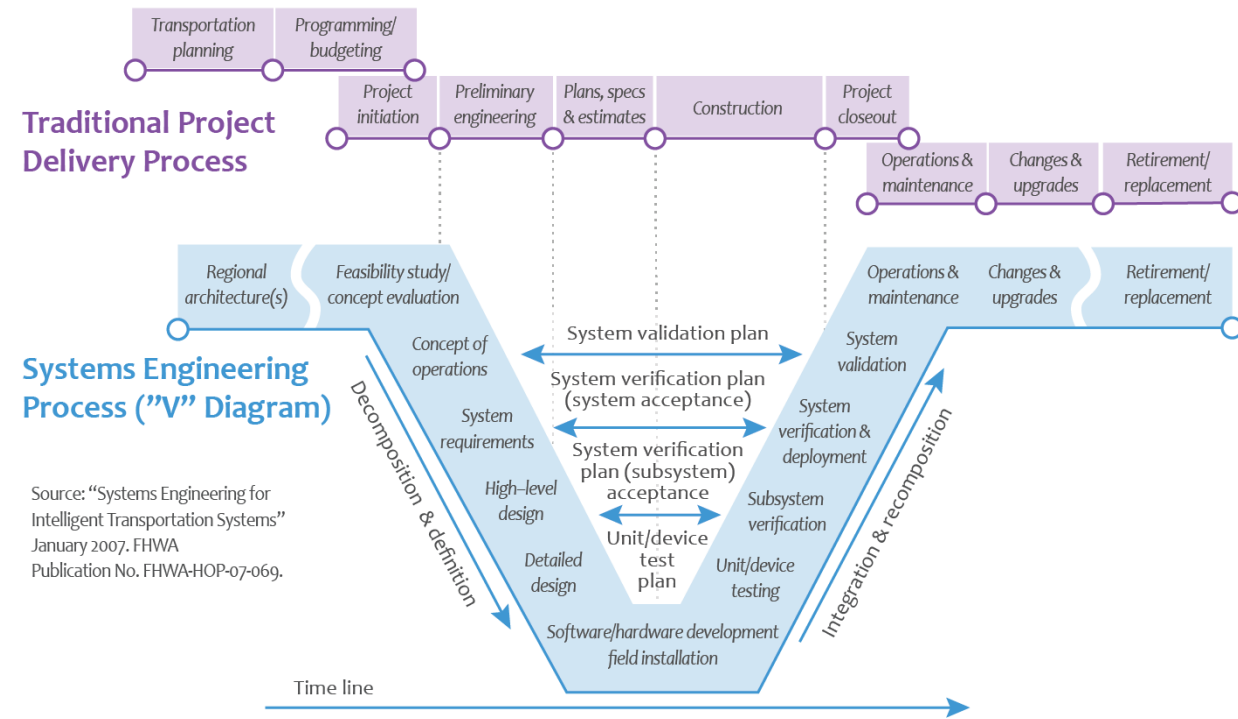 Transportation
planning
Programming/
budgeting
Project
initiation
Preliminary
engineering
Plans, specs
& estimates
Construction
Project
closeout
Traditional Project
Delivery Process
Operations &
maintenance
Changes &
upgrades
Retirement/
replacement
Regional
architecture(s)
Feasibility study/
concept evaluation
Operations &
maintenance
Changes &
upgrades
Retirement/
replacement
Systems Engineering
Process ("V" Diagram)
Concept of
operations
System validation plan
System
validation
System
requirements
System verification plan
(system acceptance)
System
verification &
deployment
High–level
design
System verification
plan (subsystem)
acceptance
Subsystem
verification
Detailed
design
Unit/device
test
plan
Unit/device
testing
Software/hardware development
field installation
Decomposition & definition
Integration & recomposition
Source: "Systems Engineering for
Intelligent Transportation Systems"
January 2007. FHWA
Publication No. FHWA-HOP-07-069.
Time line